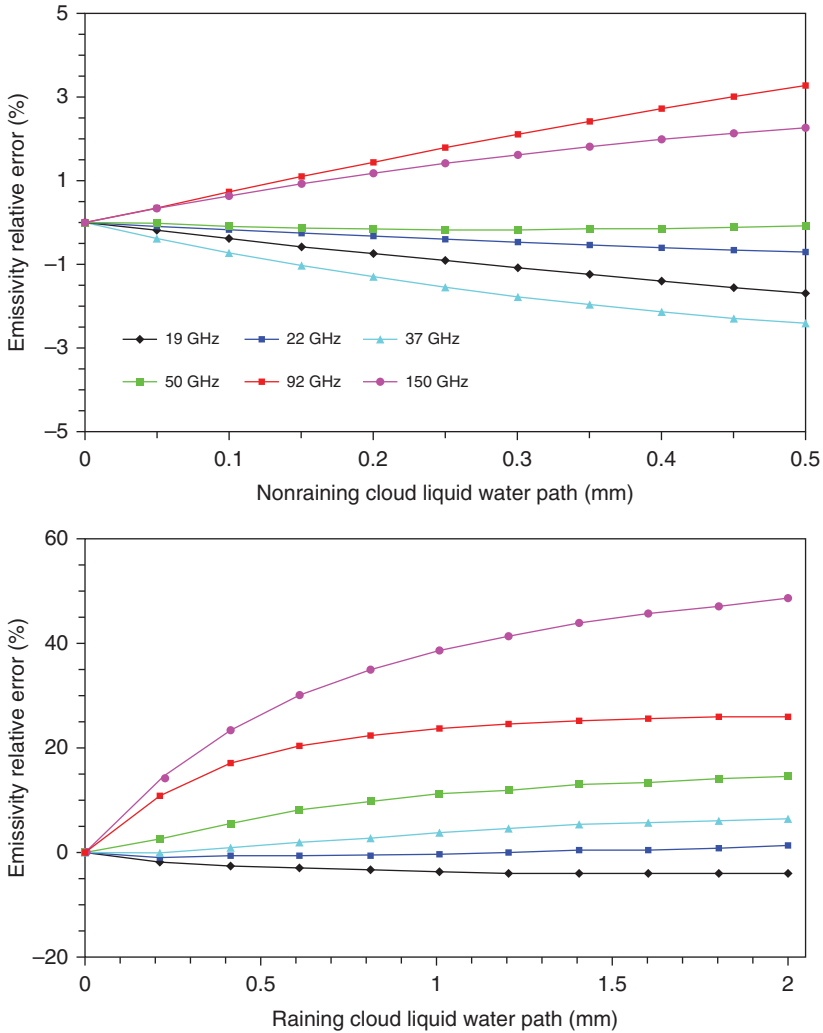 Emissivity relative error (%)
5
3
1
−1
−3
−5
19 GHz 22 GHz 37 GHz
50 GHz 92 GHz 150 GHz
0 0.1 0.2 0.3 0.4 0.5
Nonraining cloud liquid water path (mm)
Emissivity relative error (%)
60
40
20
0
−20
0 0.5 1 1.5 2
Raining cloud liquid water path (mm)